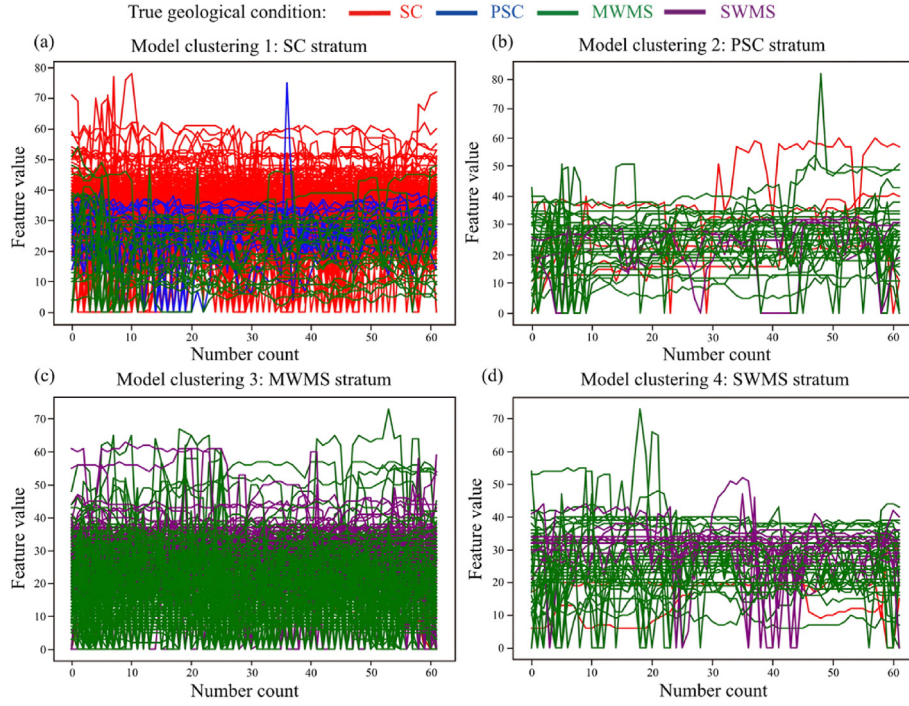 True geological condition: SC PSC MWMS SWMS
(a) Model clustering 1: SC stratum
80
70
60
50
40
30
20
10
0
Feature value
0 10 20 30 40 50 60
Number count
(b) Model clustering 2: PSC stratum
80
70
60
50
40
30
20
10
0
Feature value
0 10 20 30 40 50 60
Number count
(c) Model clustering 3: MWMS stratum
70
60
50
40
30
20
10
0
Feature value
0 10 20 30 40 50 60
Number count
(d) Model clustering 4: SWMS stratum
70
60
50
40
30
20
10
0
Feature value
0 10 20 30 40 50 60
Number count